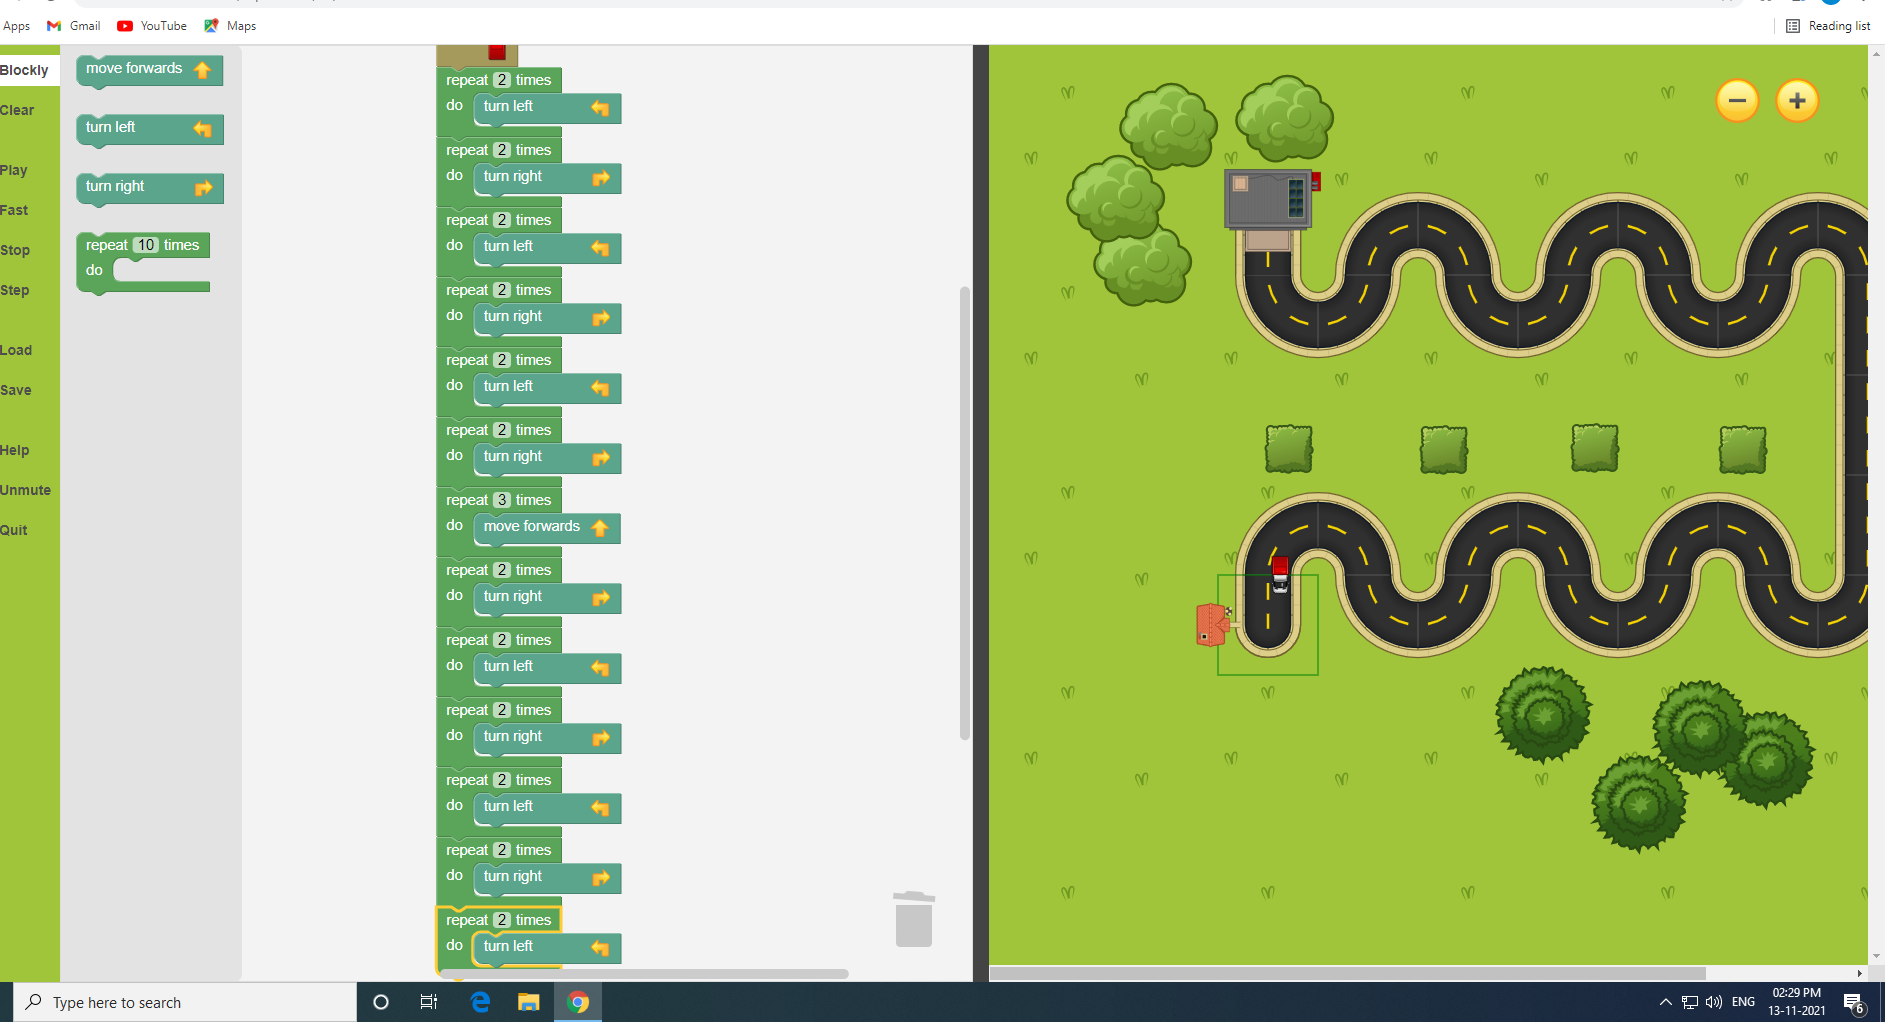 Apps Gmail YouTube Maps Reading list
Blockly
Clear
Play
Fast
Stop
Step
Load
Save
Help
Unmute
Quit
move forwards
turn left
turn right
repeat 10 times
do
repeat 2 times
do turn left
repeat 2 times
do turn right
repeat 2 times
do turn left
repeat 2 times
do turn right
repeat 2 times
do turn left
repeat 2 times
do turn right
repeat 3 times
do move forwards
repeat 2 times
do turn right
repeat 2 times
do turn left
repeat 2 times
do turn right
repeat 2 times
do turn left
repeat 2 times
do turn right
repeat 2 times
do turn left
Type here to search
ENG
02:29 PM
13-11-2021
6